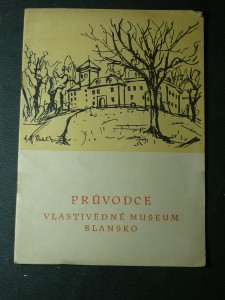 PRŮVODCE
VLASTIVĚDNÉ MUSEUM
BLANSKO